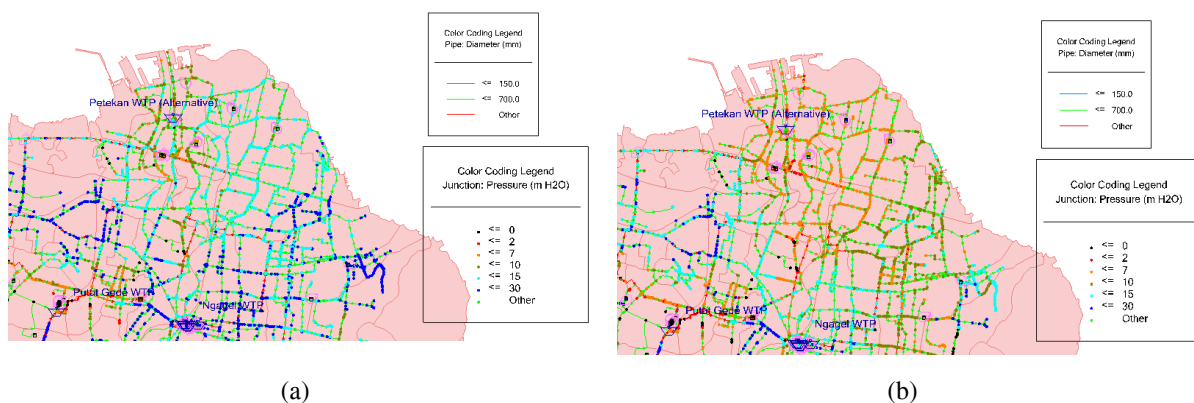 Color Coding Legend
Pipe: Diameter (mm)
<= 150.0
<= 700.0
Other
Petekan WTP (Alternative)
Color Coding Legend
Junction: Pressure (m H2O)
<= 0
<= 2
<= 7
<= 10
<= 15
<= 30
Other
Putat Gede WTP
Ngagel WTP
(a)
Color Coding Legend
Pipe: Diameter (mm)
<= 150.0
<= 700.0
Other
Petekan WTP (Alternative)
Color Coding Legend
Junction: Pressure (m H2O)
<= 0
<= 2
<= 7
<= 10
<= 15
<= 30
Other
Putat Gede WTP
Ngagel WTP
(b)